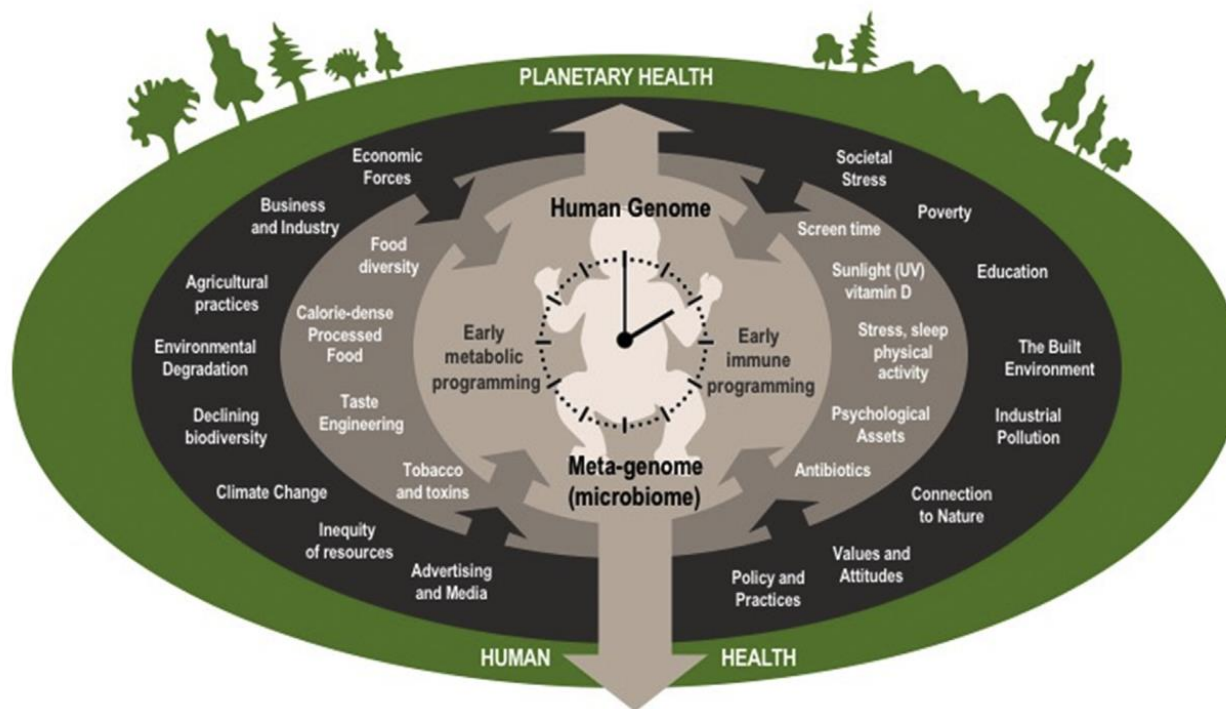 PLANETARY HEALTH
Economic
Forces
Societal
Stress
Business
and Industry
Human Genome
Poverty
Food
diversity
Screen time
Agricultural
practices
Sunlight (UV)
vitamin D
Education
Calorie-dense
Processed
Food
Early
metabolic
programming
Early
immune
programming
Stress, sleep
physical
activity
Environmental
Degradation
The Built
Environment
Taste
Engineering
Psychological
Assets
Declining
biodiversity
Industrial
Pollution
Tobacco
and toxins
Meta-genome
(microbiome)
Antibiotics
Climate Change
Connection
to Nature
Inequity
of resources
Values and
Attitudes
Advertising
and Media
Policy and
Practices
HUMAN
HEALTH